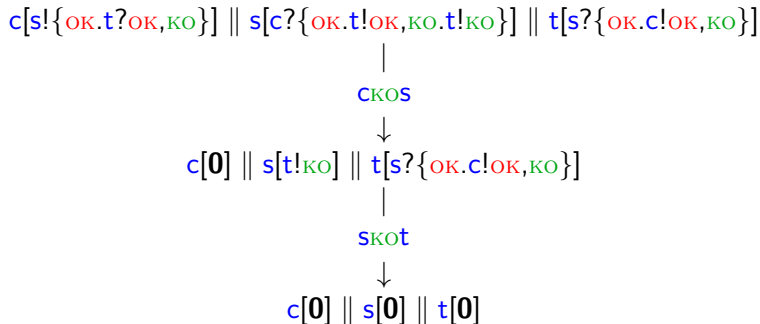 c[s!{OK.t?OK,KO}] ∥ s[c?{OK.t!OK,KO.t!KO}] ∥ t[s?{OK.c!OK,KO}]
cKOs
c[0] ∥ s[t!KO] ∥ t[s?{OK.c!OK,KO}]
sKOt
c[0] ∥ s[0] ∥ t[0]